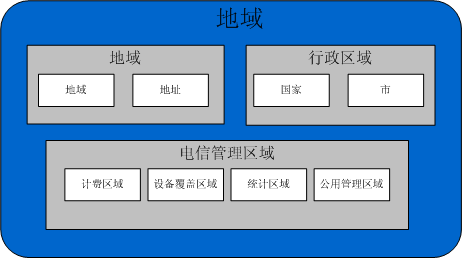 地域
地域
行政区域
地域
地址
国家
市
电信管理区域
计费区域
设备覆盖区域
统计区域
公用管理区域